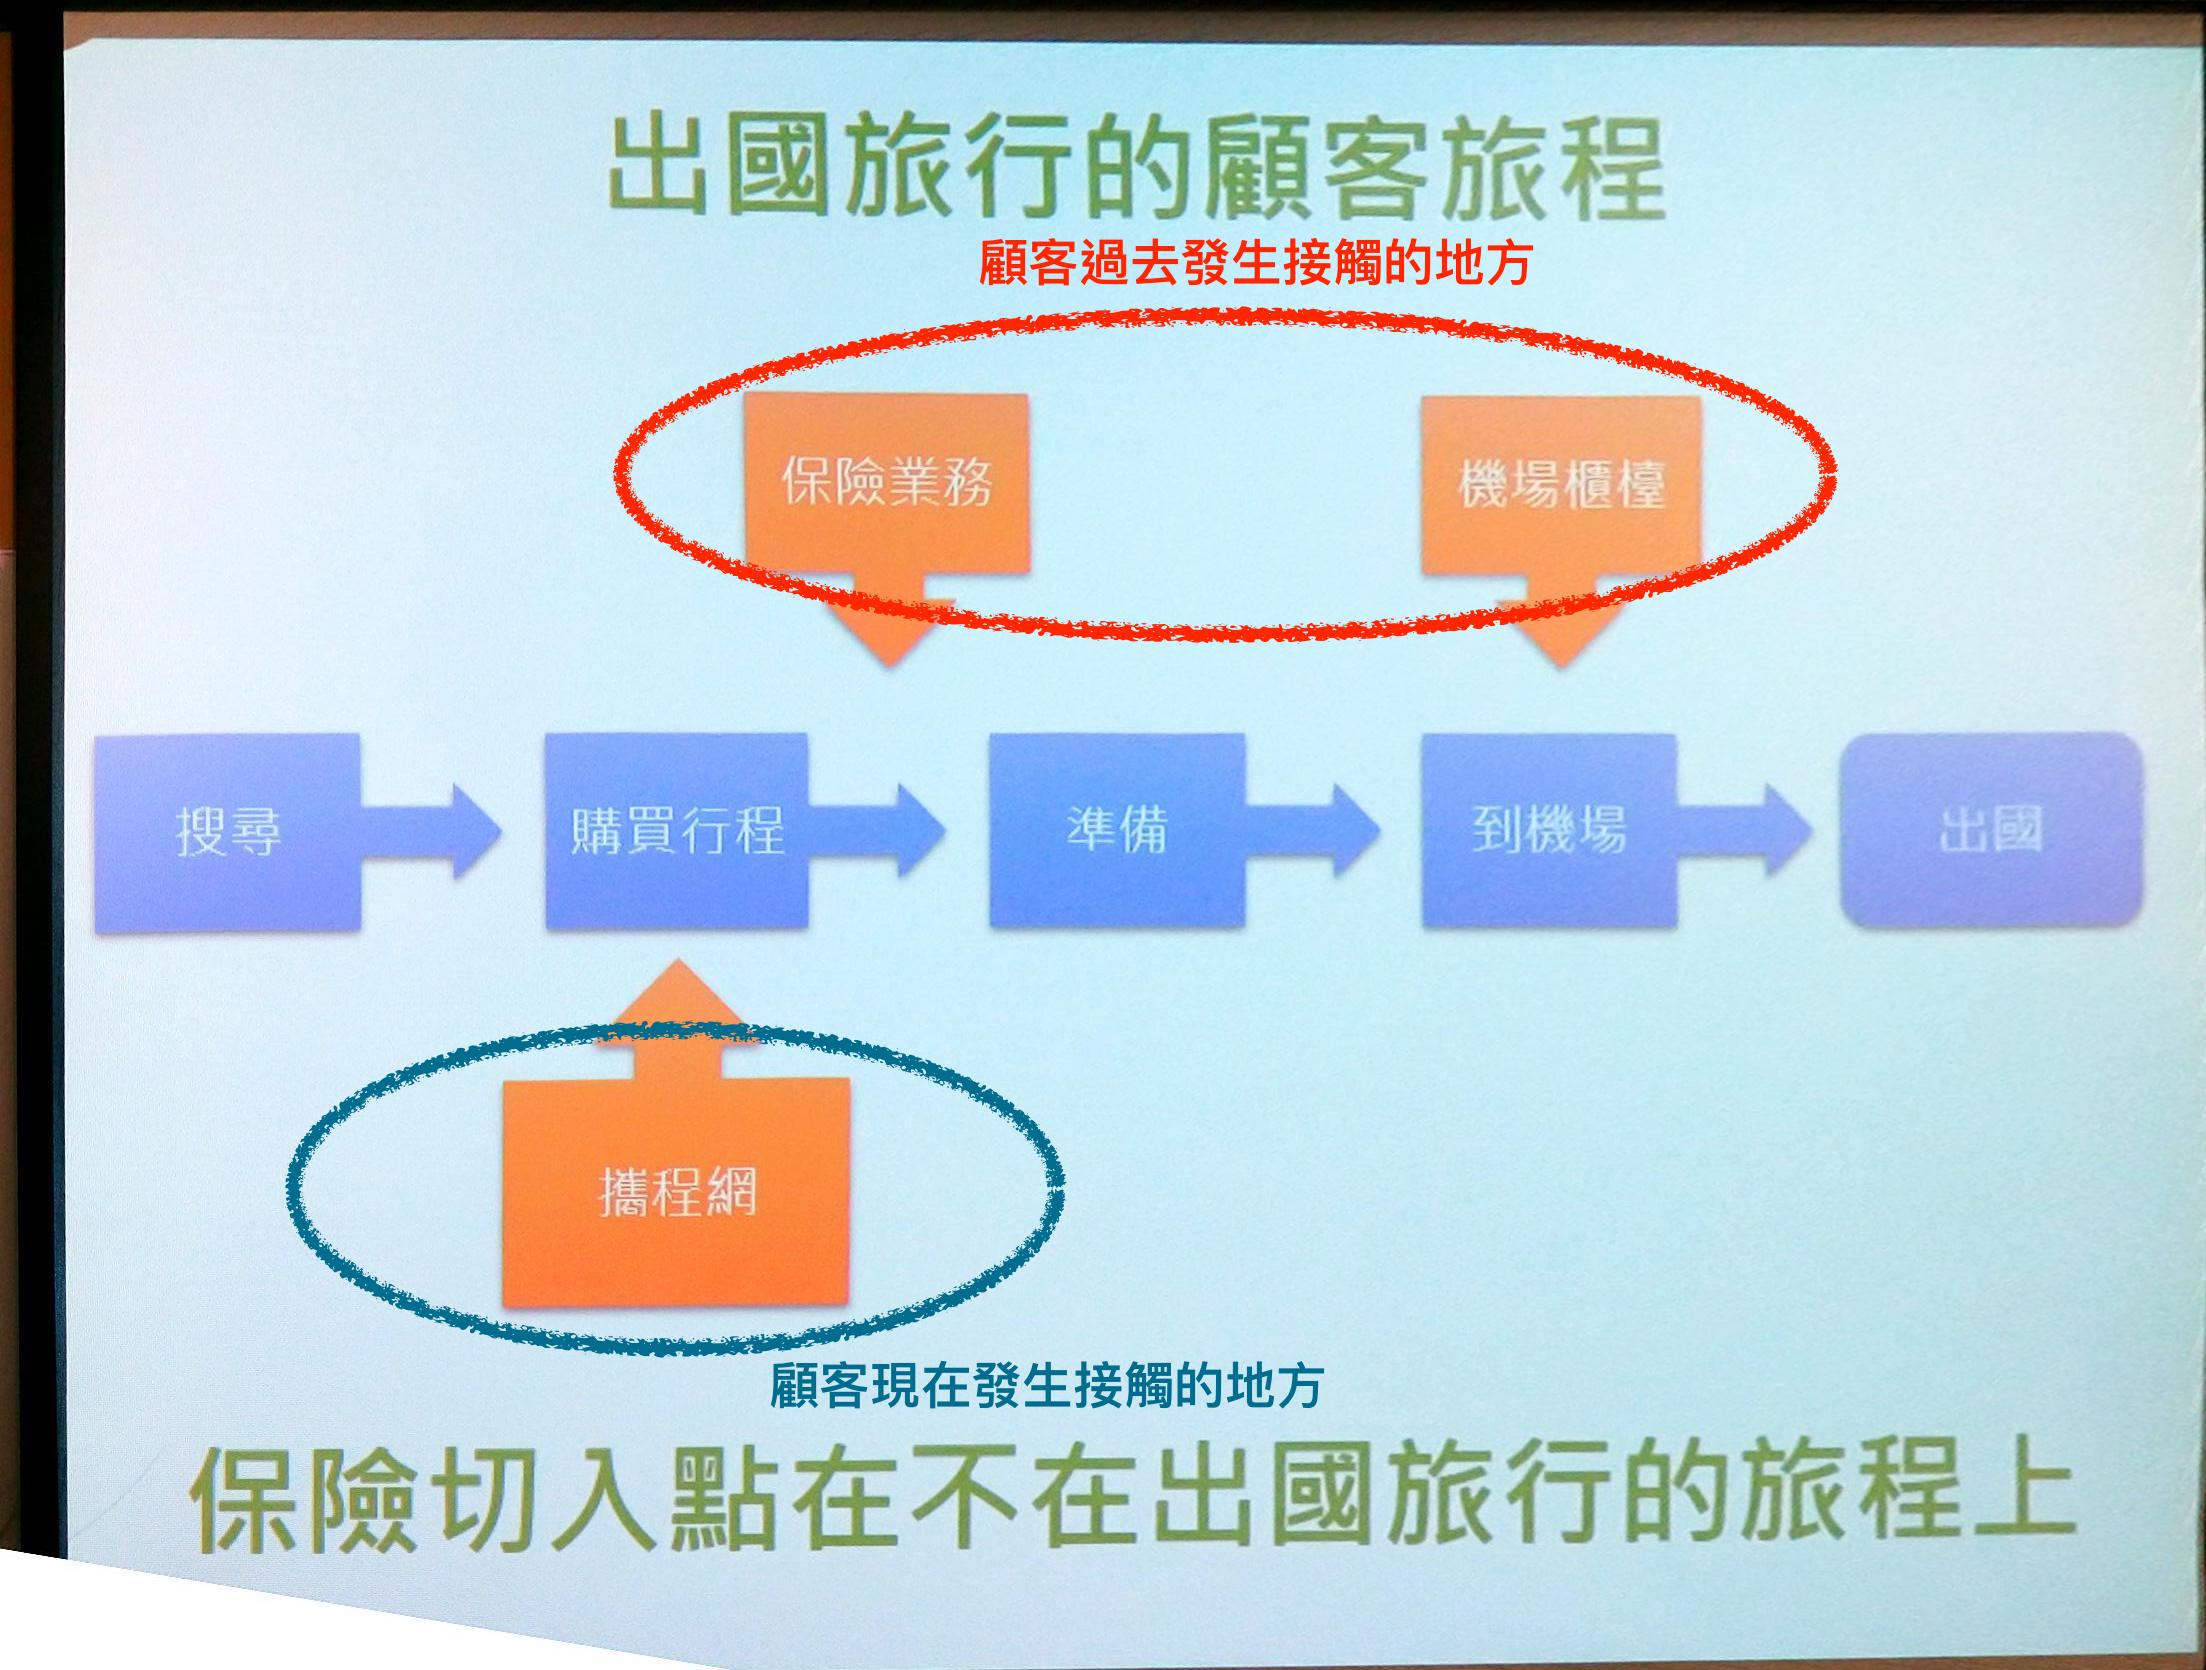 出國旅行的顧客旅程
顧客過去發生接觸的地方
保險業務
機場櫃檯
搜尋
購買行程
準備
到機場
出國
攜程網
顧客現在發生接觸的地方
保險切入點在不在出國旅行的旅程上